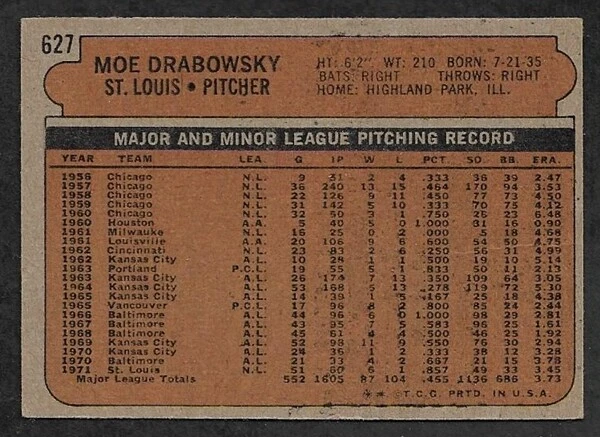 627
MOE DRABOWSKY
ST. LOUIS • PITCHER
HT: 6'2" WT: 210 BORN: 7-21-35
BATS: RIGHT THROWS: RIGHT
HOME: HIGHLAND PARK, ILL.
MAJOR AND MINOR LEAGUE PITCHING RECORD
YEAR TEAM LEA. G IP W L PCT. SO. BB. ERA.
1956 Chicago N.L. 9 51 2 4 .333 36 39 2.47
1957 Chicago N.L. 36 240 13 15 .464 170 94 3.53
1958 Chicago N.L. 22 126 9 11 .450 77 73 4.50
1959 Chicago N.L. 31 142 5 10 .333 70 75 4.12
1960 Chicago N.L. 32 50 3 1 .750 26 23 6.48
1960 Houston A.A. 5 40 5 0 1.000 31 16 0.90
1961 Milwaukee N.L. 16 25 0 2 .000 5 18 4.68
1961 Louisville A.A. 20 106 9 6 .600 54 50 4.75
1962 Cincinnati N.L. 23 83 2 6 .250 56 31 4.99
1962 Kansas City A.L. 10 28 1 1 .500 19 10 5.14
1963 Portland P.C.L. 19 55 5 1 .833 50 11 2.13
1963 Kansas City A.L. 26 174 7 13 .350 109 64 3.05
1964 Kansas City A.L. 53 168 5 13 .278 119 72 5.30
1965 Kansas City A.L. 14 39 1 5 .167 25 18 4.38
1965 Vancouver P.C.L. 17 96 8 2 .800 85 24 2.44
1966 Baltimore A.L. 44 96 6 0 1.000 98 29 2.81
1967 Baltimore A.L. 43 95 7 5 .583 96 25 1.61
1968 Baltimore A.L. 45 61 4 4 .500 46 25 1.92
1969 Kansas City A.L. 52 98 11 9 .550 76 30 2.94
1970 Kansas City A.L. 24 36 1 2 .333 38 12 3.28
1970 Baltimore A.L. 21 33 4 2 .667 21 15 3.78
1971 St. Louis N.L. 51 60 6 1 .857 49 33 3.45
Major League Totals 552 1605 87 104 .455 1136 686 3.73
** ©T.C.G. PRTD. IN U.S.A.